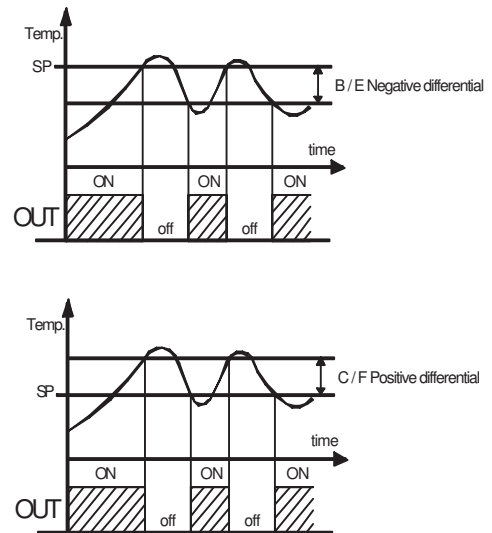 Temp.
SP
B / E Negative differential
time
ON ON ON
OUT
off off
Temp.
C / F Positive differential
SP
time
ON ON ON
OUT
off off